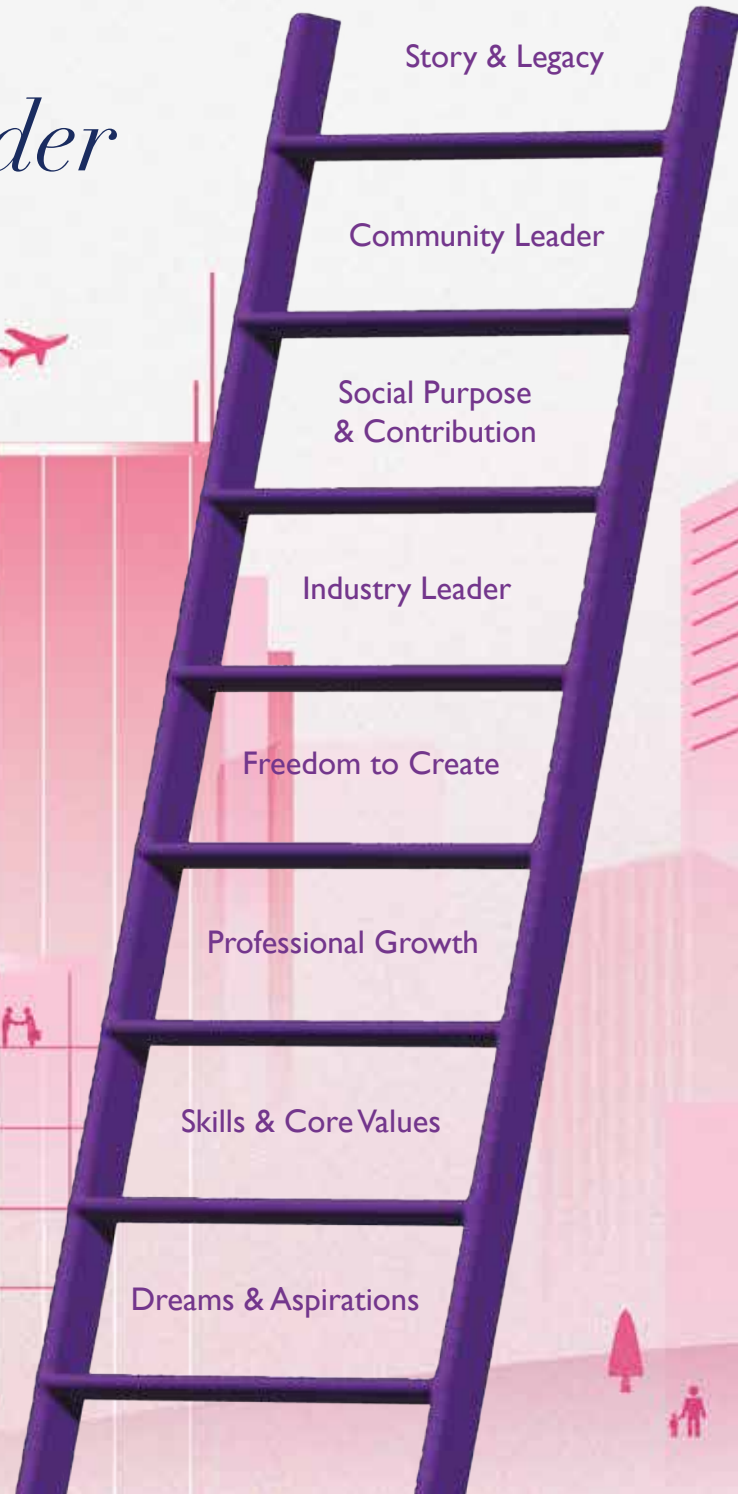 der
Story & Legacy
Community Leader
Social Purpose
& Contribution
Industry Leader
Freedom to Create
Professional Growth
Skills & Core Values
Dreams & Aspirations